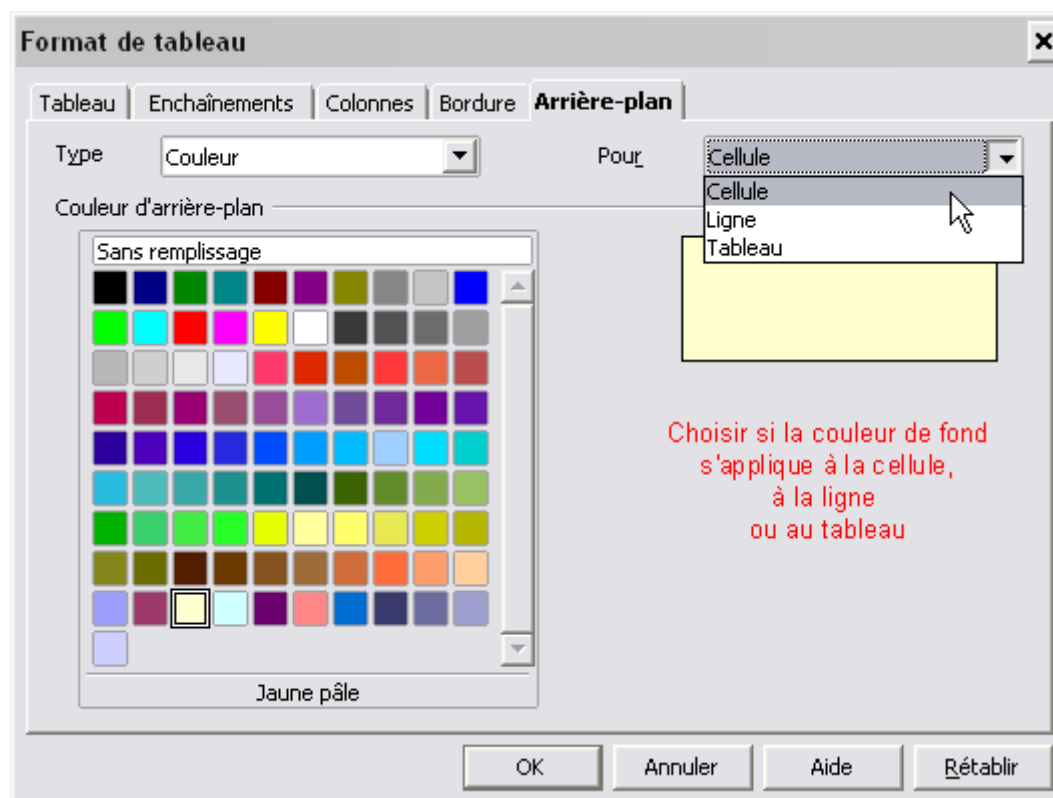 Format de tableau
Tableau
Enchaînements
Colonnes
Bordure
Arrière-plan
Type
Couleur
Pour
Cellule
Cellule
Ligne
Tableau
Couleur d'arrière-plan
Sans remplissage
Choisir si la couleur de fond
s'applique à la cellule,
à la ligne
ou au tableau
Jaune pâle
OK
Annuler
Aide
Rétablir